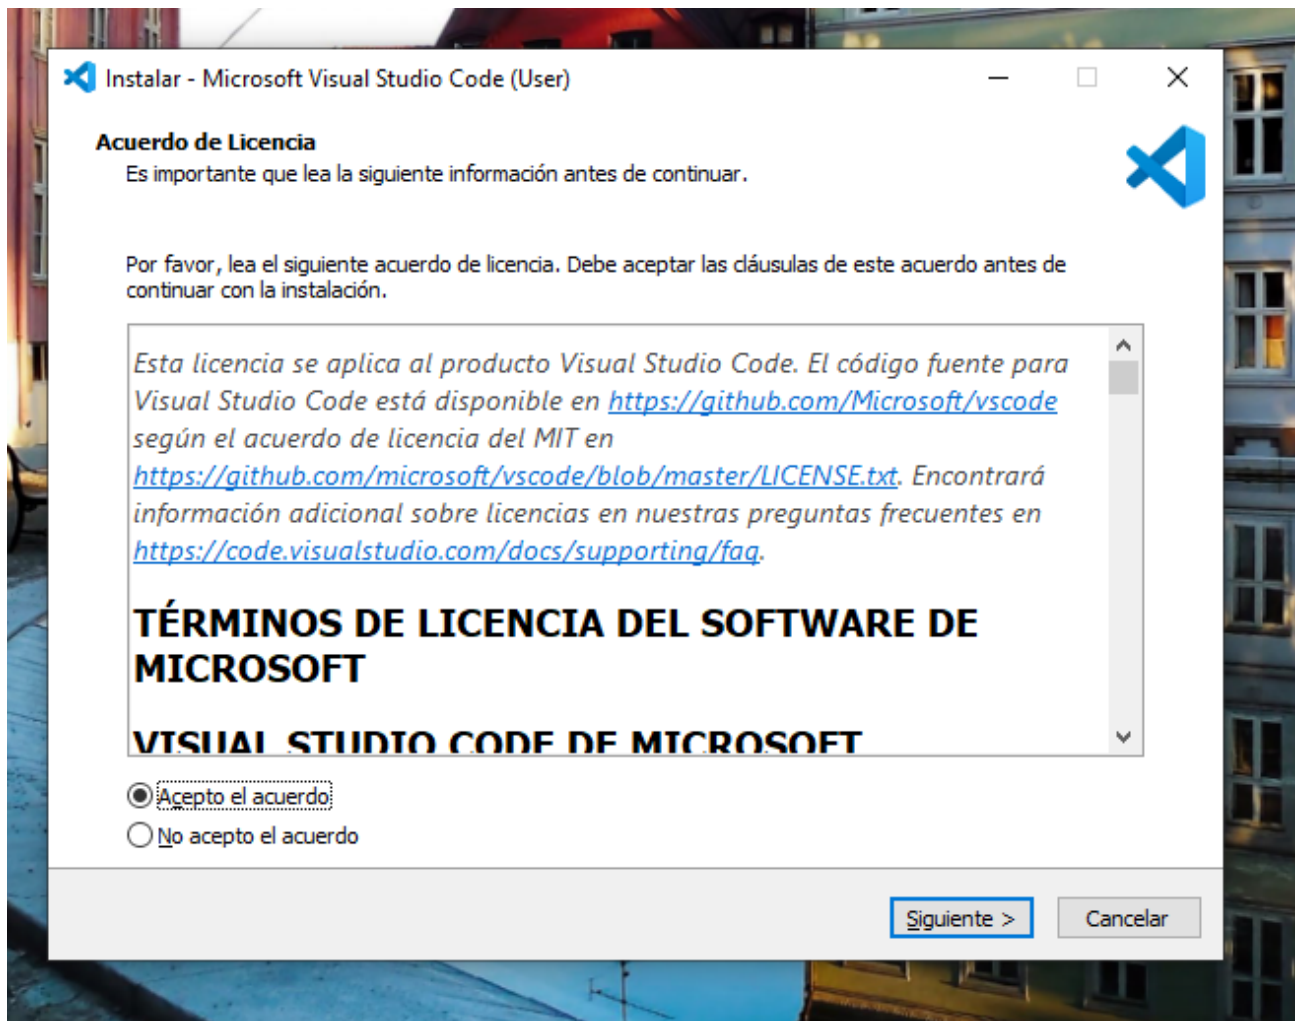 Instalar - Microsoft Visual Studio Code (User)
Acuerdo de Licencia
Es importante que lea la siguiente información antes de continuar.
Por favor, lea el siguiente acuerdo de licencia. Debe aceptar las cláusulas de este acuerdo antes de
continuar con la instalación.
Esta licencia se aplica al producto Visual Studio Code. El código fuente para
Visual Studio Code está disponible en https://github.com/Microsoft/vscode
según el acuerdo de licencia del MIT en
https://github.com/microsoft/vscode/blob/master/LICENSE.txt. Encontrará
información adicional sobre licencias en nuestras preguntas frecuentes en
https://code.visualstudio.com/docs/supporting/faq.
TÉRMINOS DE LICENCIA DEL SOFTWARE DE
MICROSOFT
VISUAL STUDIO CODE DE MICROSOFT
Acepto el acuerdo
No acepto el acuerdo
Siguiente >
Cancelar